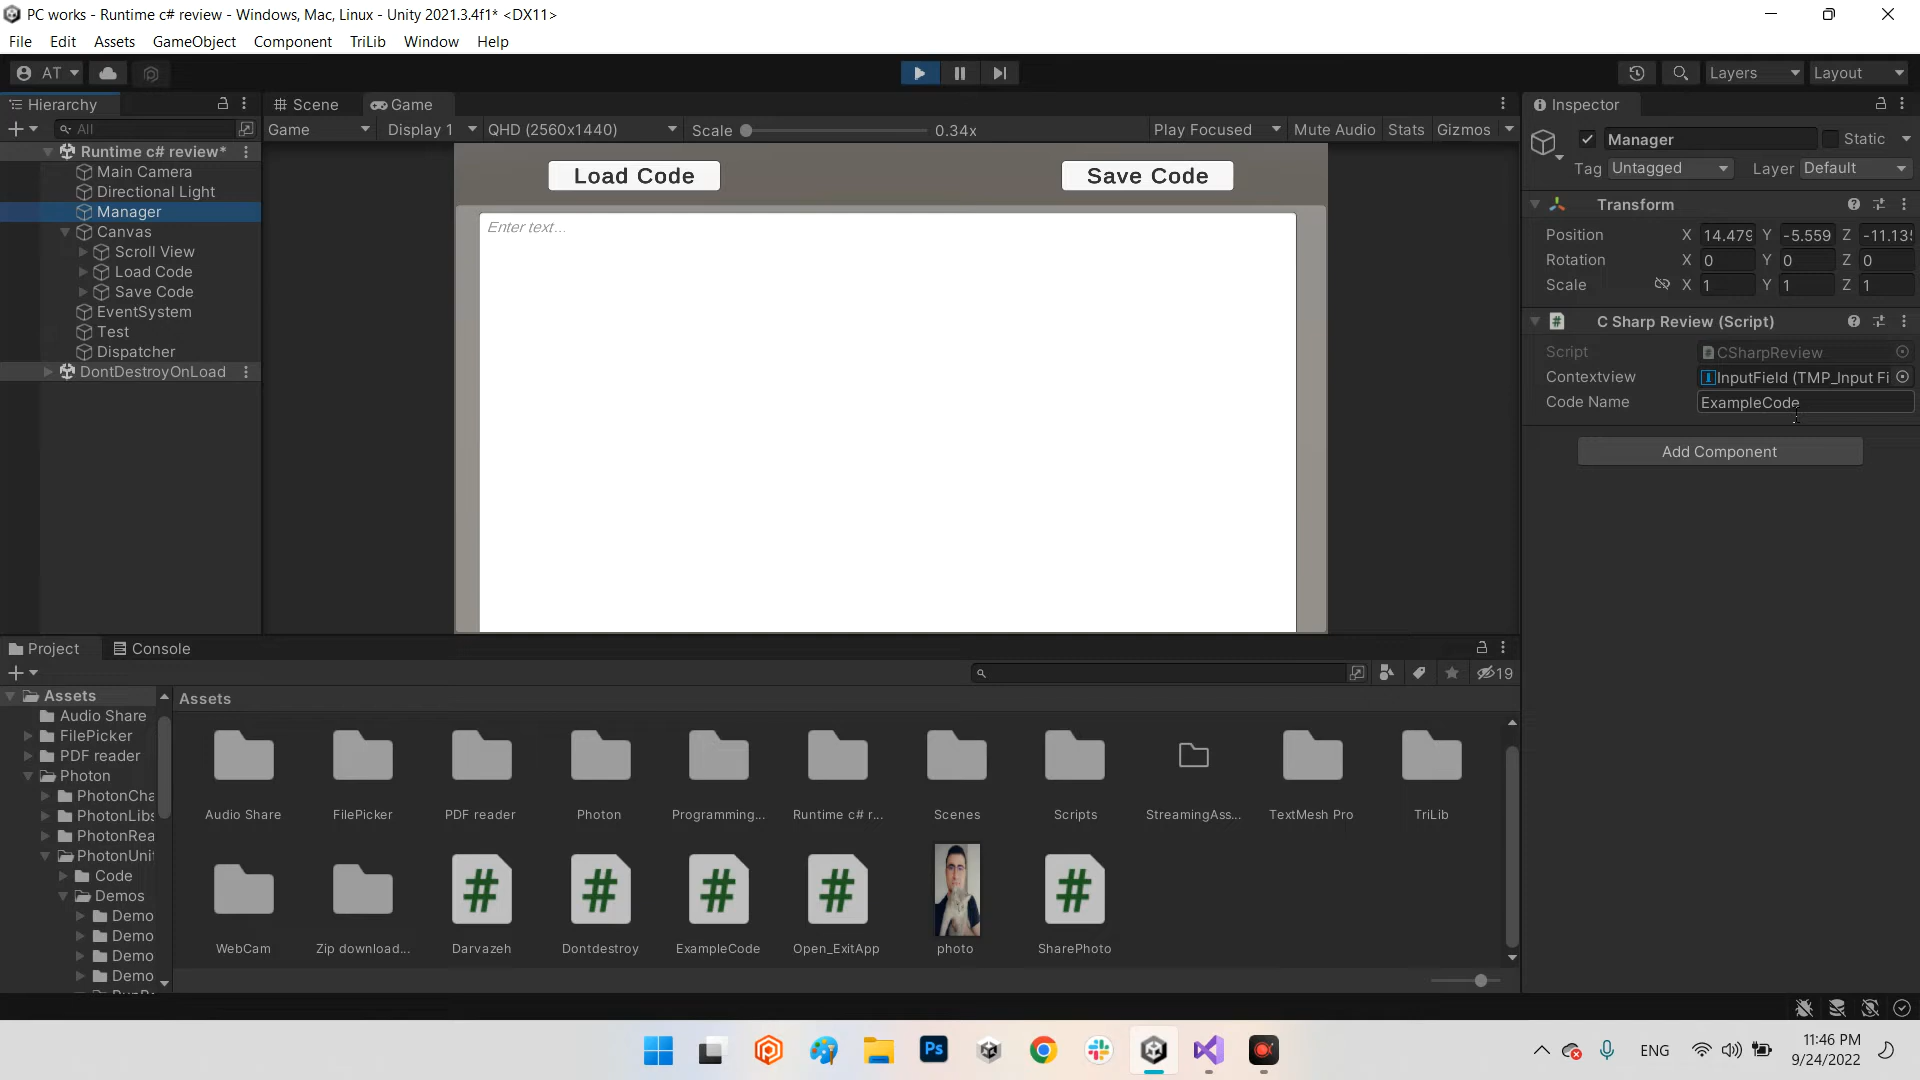 PC works - Runtime c# review - Windows, Mac, Linux - Unity 2021.3.4f1* <DX11>
File Edit Assets GameObject Component TriLib Window Help
AT Layers Layout
Hierarchy Scene Game Inspector
All Game Display 1 QHD (2560x1440) Scale 0.34x Play Focused Mute Audio Stats Gizmos
Manager Static
Tag Untagged Layer Default
Runtime c# review*
Main Camera
Directional Light
Manager
Canvas
Scroll View
Load Code
Save Code
EventSystem
Test
Dispatcher
DontDestroyOnLoad
Load Code Save Code
Enter text...
Transform
Position X 14.479 Y -5.559 Z -11.13
Rotation X 0 Y 0 Z 0
Scale X 1 Y 1 Z 1
# C Sharp Review (Script)
Script # CSharpReview
Contextview InputField (TMP_Input Fi
Code Name ExampleCode
Add Component
Project Console
19
Assets
Audio Share
FilePicker
PDF reader
Photon
PhotonCha
PhotonLibs
PhotonRea
PhotonUni
Code
Demos
Demo
Demo
Demo
Demo
Assets
Audio Share FilePicker PDF reader Photon Programming... Runtime c# r... Scenes Scripts StreamingAss... TextMesh Pro TriLib
# # # # #
WebCam Zip download... Darvazeh Dontdestroy ExampleCode Open_ExitApp photo SharePhoto
Ps
ENG
11:46 PM
9/24/2022